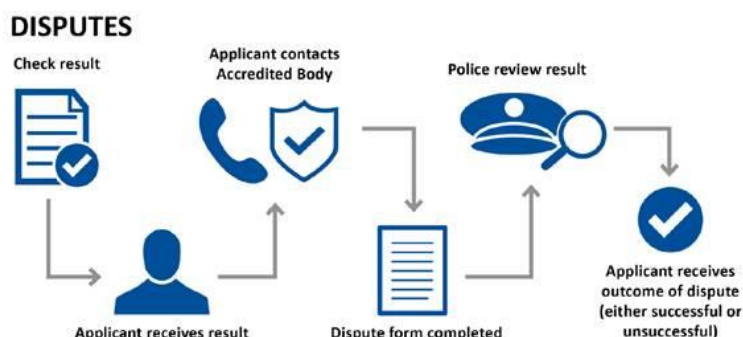 DISPUTES
Check result
Applicant receives result
Applicant contacts
Accredited Body
Dispute form completed
Police review result
Applicant receives
outcome of dispute
(either successful or
unsuccessful)